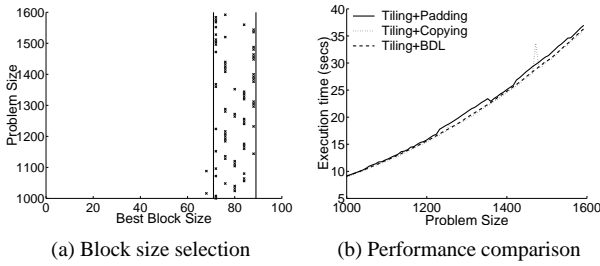 1600
1500
1400
1300
1200
1100
1000
Problem Size
0
20
40
60
80
100
Best Block Size
(a) Block size selection
40
35
30
25
20
15
10
5
Execution time (secs)
Tiling+Padding
Tiling+Copying
Tiling+BDL
1000
1200
1400
1600
Problem Size
(b) Performance comparison